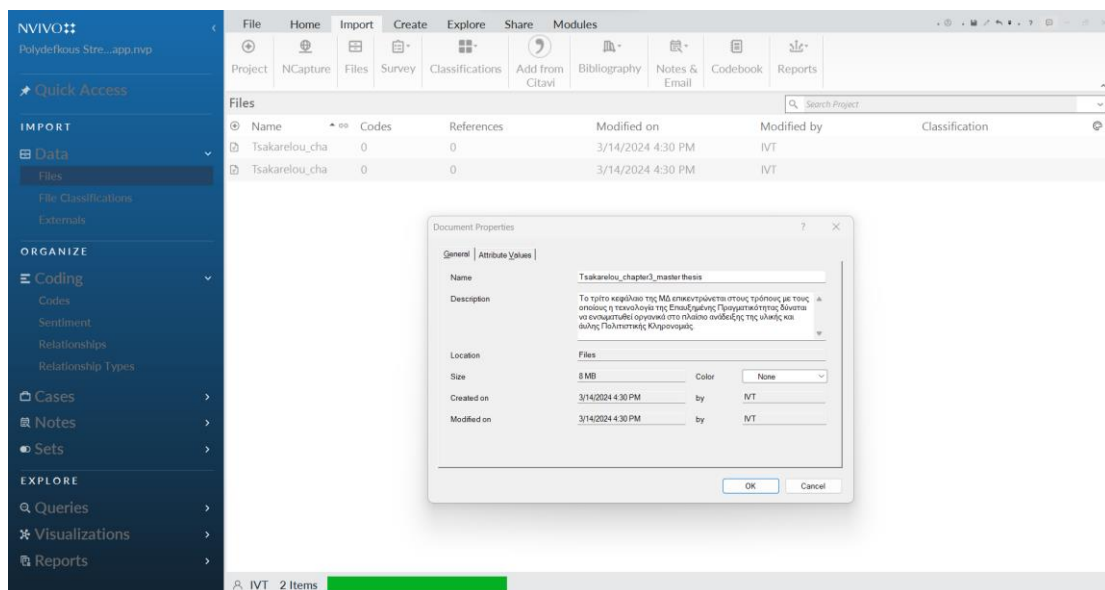 NVIVO
Polydefkous Stre...app.nvp
Quick Access
IMPORT
Data
Files
File Classifications
Externals
ORGANIZE
Coding
Codes
Sentiment
Relationships
Relationship Types
Cases
Notes
Sets
EXPLORE
Queries
Visualizations
Reports
File Home Import Create Explore Share Modules
Project NCapture Files Survey Classifications Add from Citavi Bibliography Notes & Email Codebook Reports
Files
Search Project
Name Codes References Modified on Modified by Classification
Tsakarelou_cha 0 0 3/14/2024 4:30 PM IVT
Tsakarelou_cha 0 0 3/14/2024 4:30 PM IVT
Document Properties ?
General Attribute Values
Name Tsakarelou_chapter3_master thesis
Description Το τρίτο κεφάλαιο της ΜΔ επικεντρώνεται στους τρόπους με τους
οποίους η τεχνολογία της Επαυξημένης Πραγματικότητας δύναται
να ενσωματωθεί οργανικά στο πλαίσιο ανάδειξης της υλικής και
άυλης Πολιτιστικής Κληρονομιάς.
Location Files
Size 8 MB Color None
Created on 3/14/2024 4:30 PM by IVT
Modified on 3/14/2024 4:30 PM by IVT
OK Cancel
IVT 2 Items